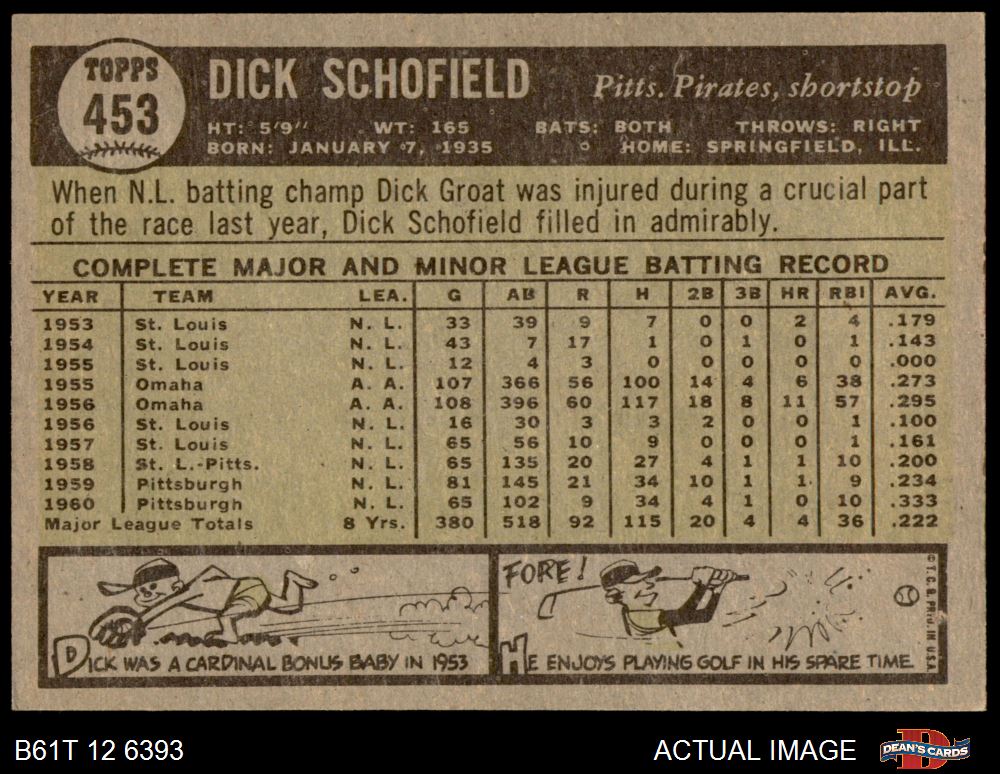 TOPPS
453
DICK SCHOFIELD
Pitts. Pirates, shortstop
HT: 5'9" WT: 165 BATS: BOTH THROWS: RIGHT
BORN: JANUARY 7, 1935 HOME: SPRINGFIELD, ILL.
When N.L. batting champ Dick Groat was injured during a crucial part
of the race last year, Dick Schofield filled in admirably.
COMPLETE MAJOR AND MINOR LEAGUE BATTING RECORD
YEAR TEAM LEA. G AB R H 2B 3B HR RBI AVG.
1953 St. Louis N. L. 33 39 9 7 0 0 2 4 .179
1954 St. Louis N. L. 43 7 17 1 0 1 0 1 .143
1955 St. Louis N. L. 12 4 3 0 0 0 0 0 .000
1955 Omaha A. A. 107 366 56 100 14 4 6 38 .273
1956 Omaha A. A. 108 396 60 117 18 8 11 57 .295
1956 St. Louis N. L. 16 30 3 3 2 0 0 1 .100
1957 St. Louis N. L. 65 56 10 9 0 0 0 1 .161
1958 St. L.-Pitts. N. L. 65 135 20 27 4 1 1 10 .200
1959 Pittsburgh N. L. 81 145 21 34 10 1 1 9 .234
1960 Pittsburgh N. L. 65 102 9 34 4 1 0 10 .333
Major League Totals 8 Yrs. 380 518 92 115 20 4 4 36 .222
DICK WAS A CARDINAL BONUS BABY IN 1953
FORE!
HE ENJOYS PLAYING GOLF IN HIS SPARE TIME.
© T. C. G. PRTD. IN U.S.A.
B61T 12 6393
ACTUAL IMAGE
DEAN'S CARDS